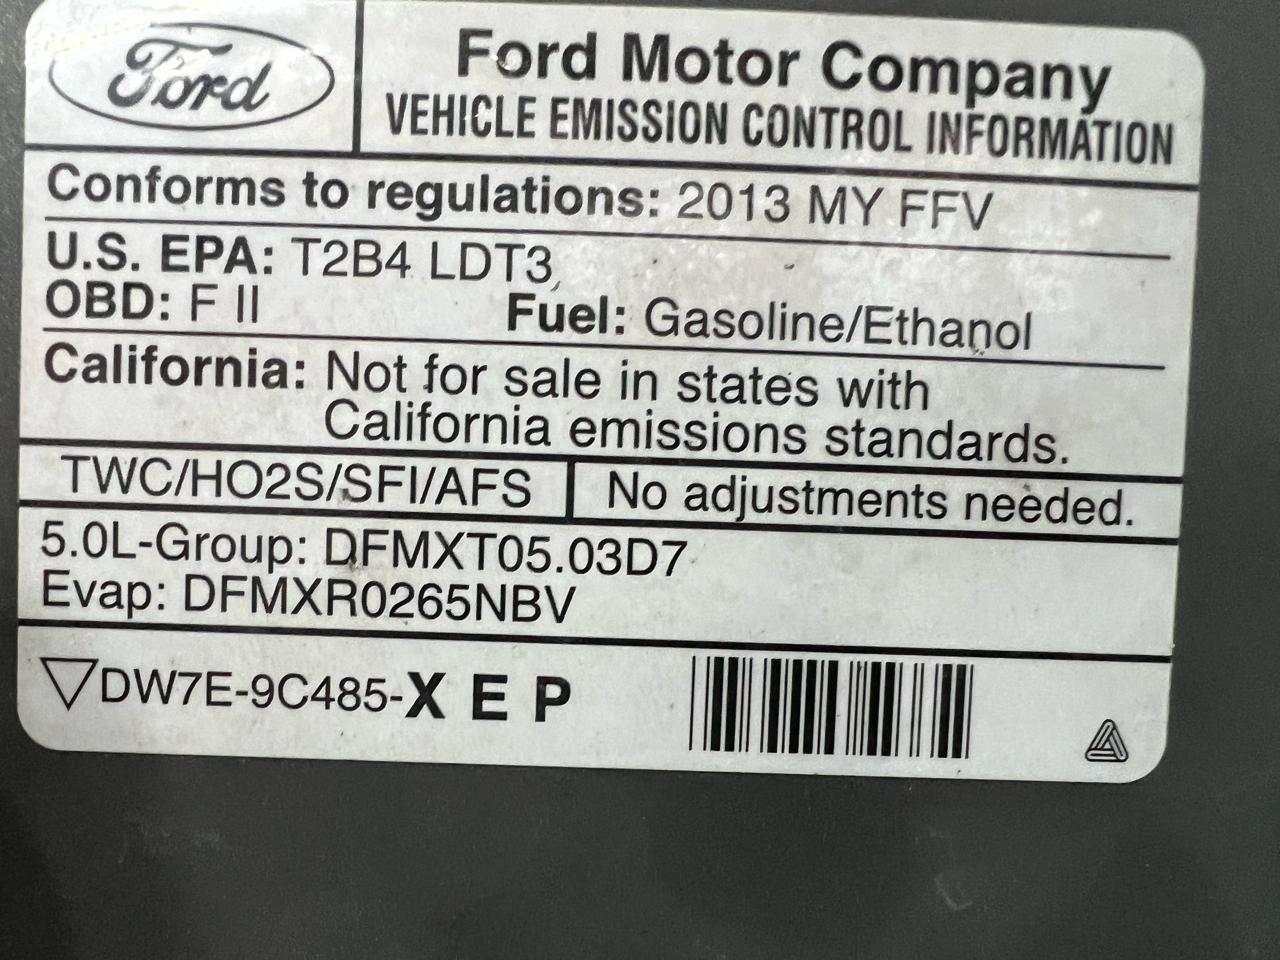 Ford
Ford Motor Company
VEHICLE EMISSION CONTROL INFORMATION
Conforms to regulations: 2013 MY FFV
U.S. EPA: T2B4 LDT3
OBD: F II Fuel: Gasoline/Ethanol
California: Not for sale in states with
California emissions standards.
TWC/HO2S/SFI/AFS No adjustments needed.
5.0L-Group: DFMXT05.03D7
Evap: DFMXR0265NBV
DW7E-9C485-X E P